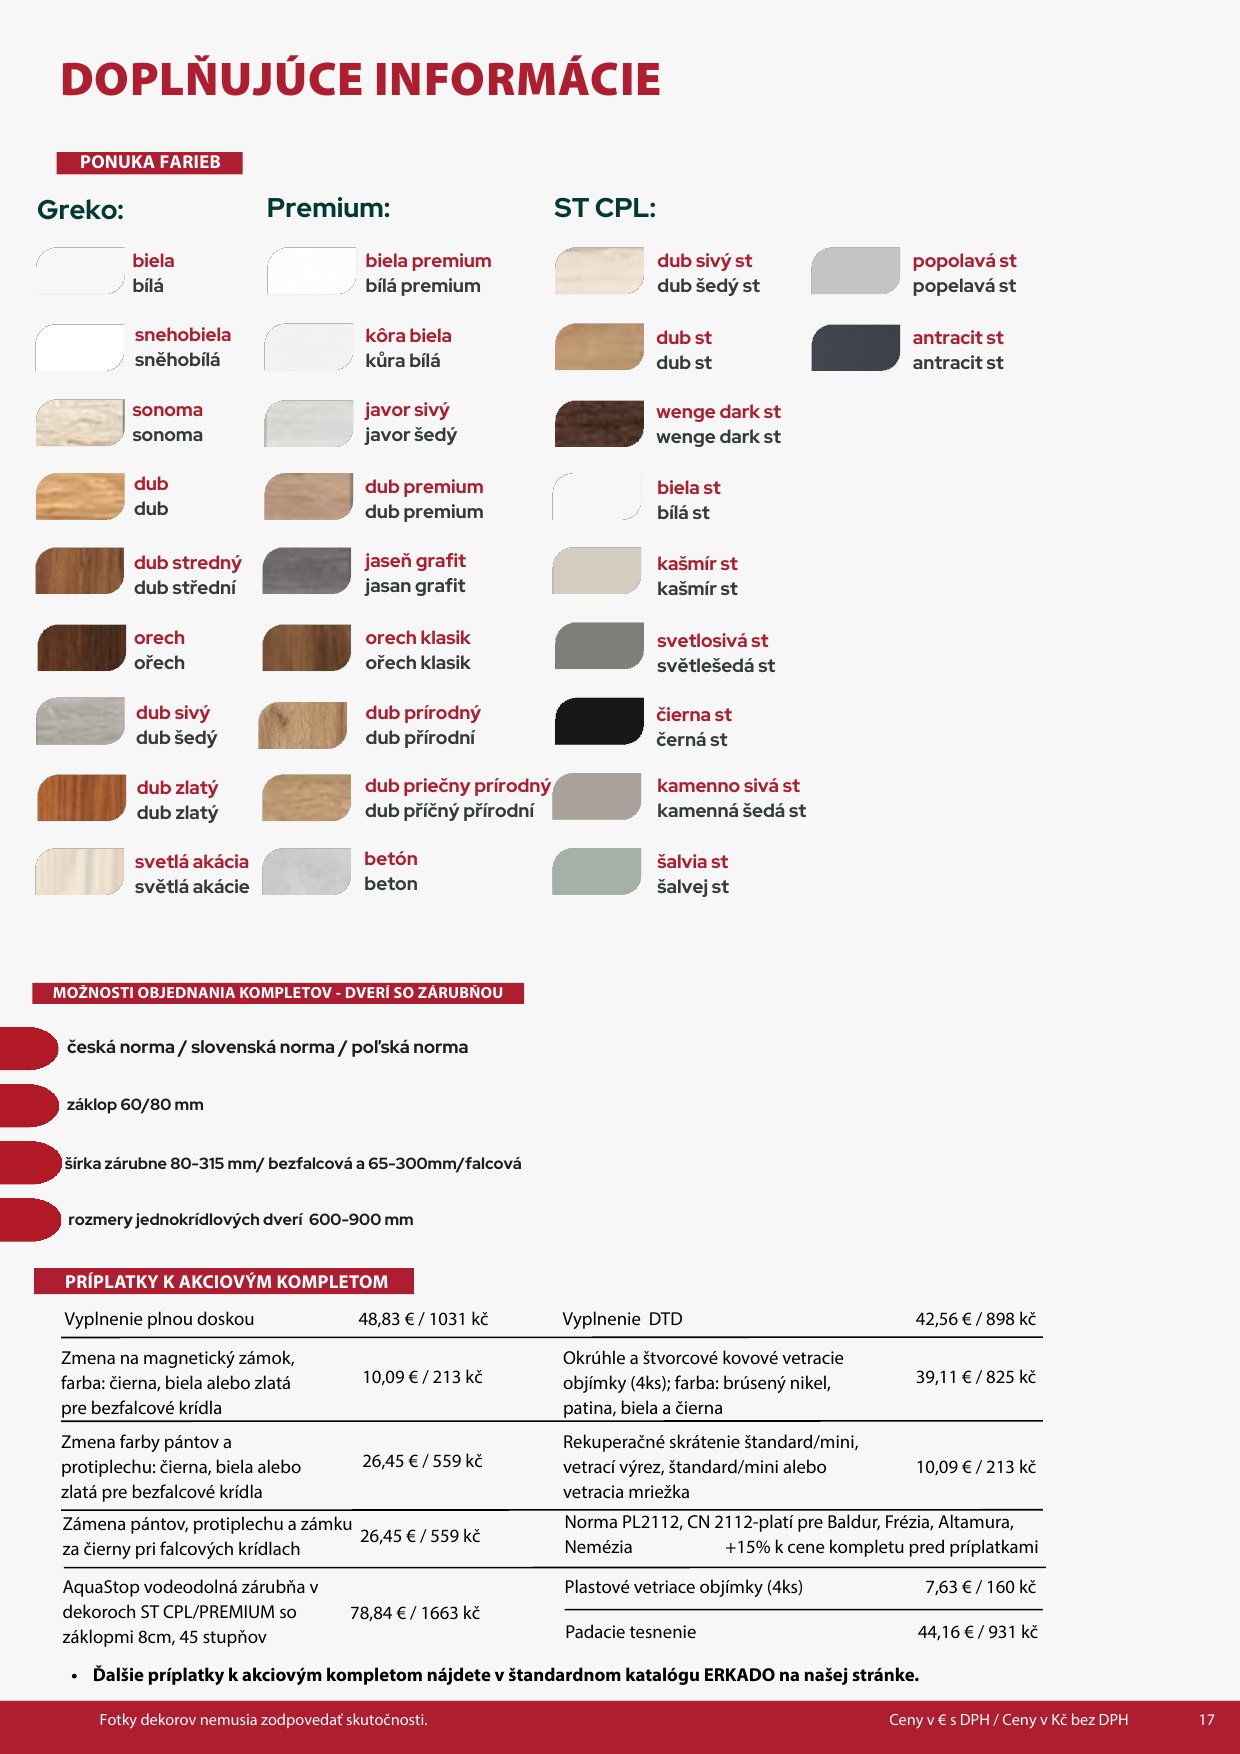 DOPLŇUJÚCE INFORMÁCIE
PONUKA FARIEB
Greko:
biela
bílá
snehobiela
sněhobílá
sonoma
sonoma
dub
dub
dub stredný
dub střední
orech
ořech
dub sivý
dub šedý
dub zlatý
dub zlatý
svetlá akácia
světlá akácie
Premium:
biela premium
bílá premium
kôra biela
kůra bílá
javor sivý
javor šedý
dub premium
dub premium
jaseň grafit
jasan grafit
orech klasik
ořech klasik
dub prírodný
dub přírodní
dub priečny prírodný
dub příčný přírodní
betón
beton
ST CPL:
dub sivý st
dub šedý st
dub st
dub st
wenge dark st
wenge dark st
biela st
bílá st
kašmír st
kašmír st
svetlosivá st
světlešedá st
čierna st
černá st
kamenno sivá st
kamenná šedá st
šalvia st
šalvej st
popolavá st
popelavá st
antracit st
antracit st
MOŽNOSTI OBJEDNANIA KOMPLETOV - DVERÍ SO ZÁRUBŇOU
česká norma / slovenská norma / poľská norma
záklop 60/80 mm
šírka zárubne 80-315 mm/ bezfalcová a 65-300mm/falcová
rozmery jednokrídlových dverí 600-900 mm
PRÍPLATKY K AKCIOVÝM KOMPLETOM
Vyplnenie plnou doskou 48,83 € / 1031 kč
Zmena na magnetický zámok,
farba: čierna, biela alebo zlatá
pre bezfalcové krídla
10,09 € / 213 kč
Zmena farby pántov a
protiplechu: čierna, biela alebo
zlatá pre bezfalcové krídla
26,45 € / 559 kč
Zámena pántov, protiplechu a zámku
za čierny pri falcových krídlach
26,45 € / 559 kč
AquaStop vodeodolná zárubňa v
dekoroch ST CPL/PREMIUM so
záklopmi 8cm, 45 stupňov
78,84 € / 1663 kč
Vyplnenie DTD 42,56 € / 898 kč
Okrúhle a štvorcové kovové vetracie
objímky (4ks); farba: brúsený nikel,
patina, biela a čierna
39,11 € / 825 kč
Rekuperačné skrátenie štandard/mini,
vetrací výrez, štandard/mini alebo
vetracia mriežka
10,09 € / 213 kč
Norma PL2112, CN 2112-platí pre Baldur, Frézia, Altamura,
Nemézia +15% k cene kompletu pred príplatkami
Plastové vetriace objímky (4ks) 7,63 € / 160 kč
Padacie tesnenie 44,16 € / 931 kč
• Ďalšie príplatky k akciovým kompletom nájdete v štandardnom katalógu ERKADO na našej stránke.
Fotky dekorov nemusia zodpovedať skutočnosti. Ceny v € s DPH / Ceny v Kč bez DPH 17